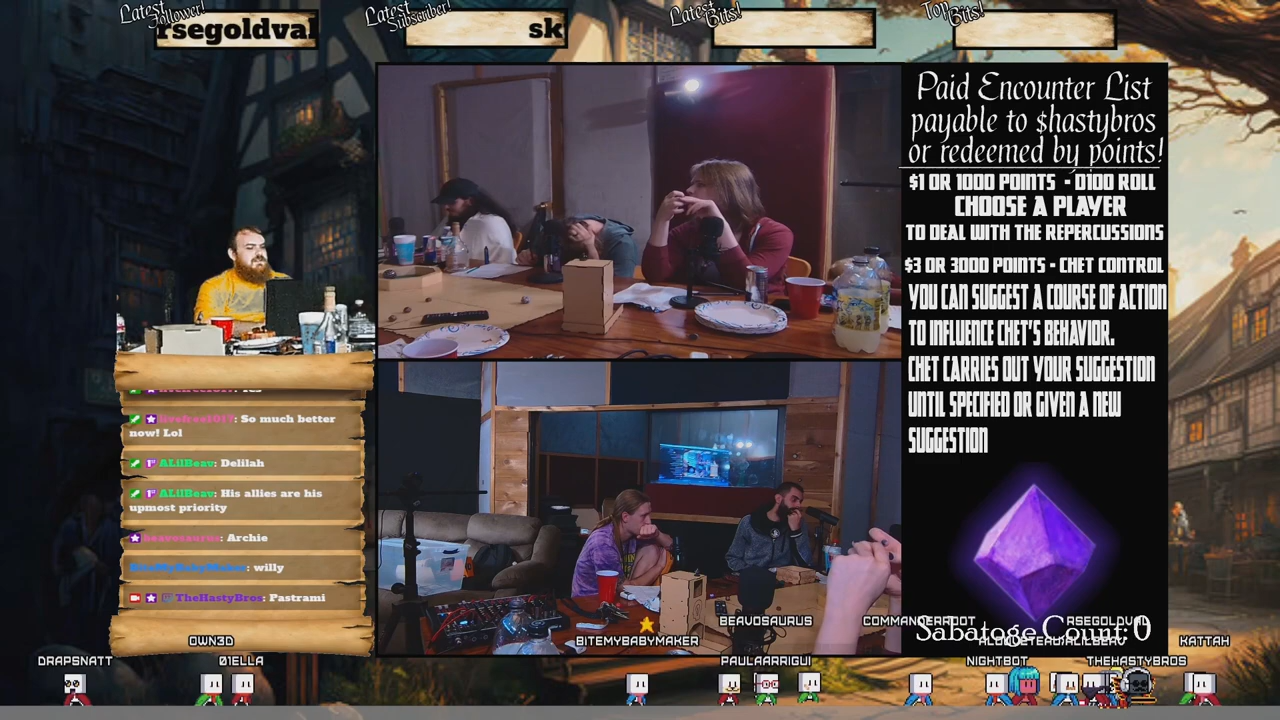 Latest Follower!
rsegoldval
Latest Subscriber!
sk
Latest Bits!
Top Bits!
Paid Encounter List
payable to $hastybros
or redeemed by points!
$1 OR 1000 POINTS - D100 ROLL
CHOOSE A PLAYER
TO DEAL WITH THE REPERCUSSIONS
$3 OR 3000 POINTS - CHET CONTROL
YOU CAN SUGGEST A COURSE OF ACTION
TO INFLUENCE CHET'S BEHAVIOR.
CHET CARRIES OUT YOUR SUGGESTION
UNTIL SPECIFIED OR GIVEN A NEW
SUGGESTION
Sabatoge Count: 0
livefree1017: So much better
now! Lol
ALilBeav: Delilah
ALilBeav: His allies are his
upmost priority
beavosaurus: Archie
BiteMyBabyMaker: willy
TheHastyBros: Pastrami
OWN3D
DRAPSNATT
01ELLA
BITEMYBABYMAKER
BEAVOSAURUS
PAULAARRIGUI
NIGHTBOT
THEHASTYBROS
KATTAH